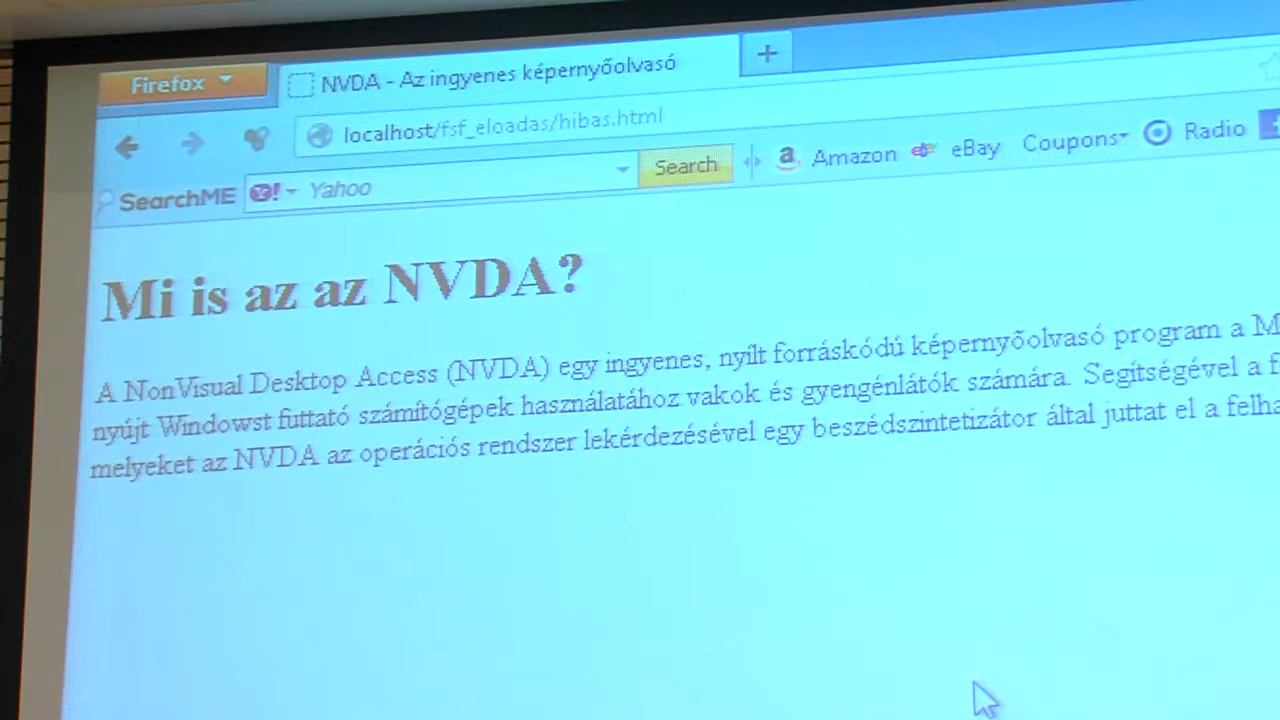 Firefox
NVDA - Az ingyenes képernyőolvasó
localhost/fsf_eloadas/hibas.html
SearchME Yahoo Search Amazon eBay Coupons Radio
Mi is az az NVDA?
A NonVisual Desktop Access (NVDA) egy ingyenes, nyílt forráskódú képernyõolvasó program a M
nyújt Windowst futtató számítógépek használatához vakok és gyengénlátók számára. Segítségével a f
melyeket az NVDA az operációs rendszer lekérdezésével egy beszédszintetizátor által juttat el a felha